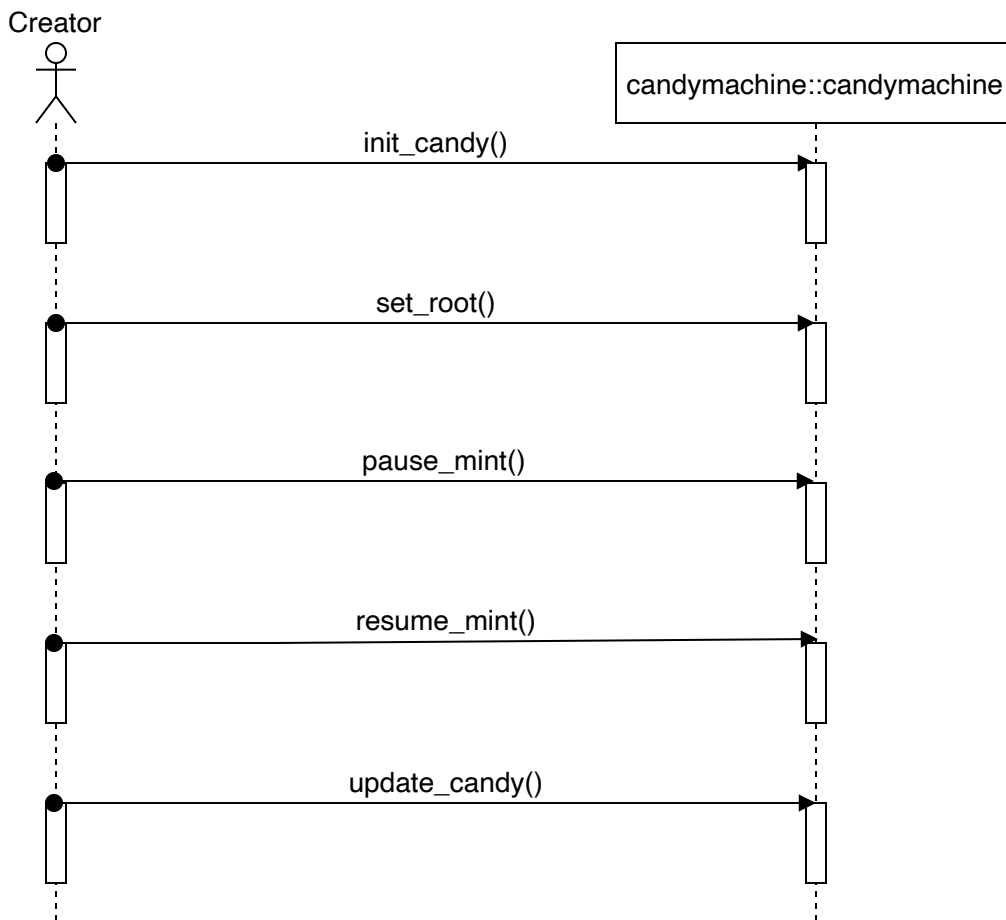 Creator
candymachine::candymachine
init_candy()
set_root()
pause_mint()
resume_mint()
update_candy()